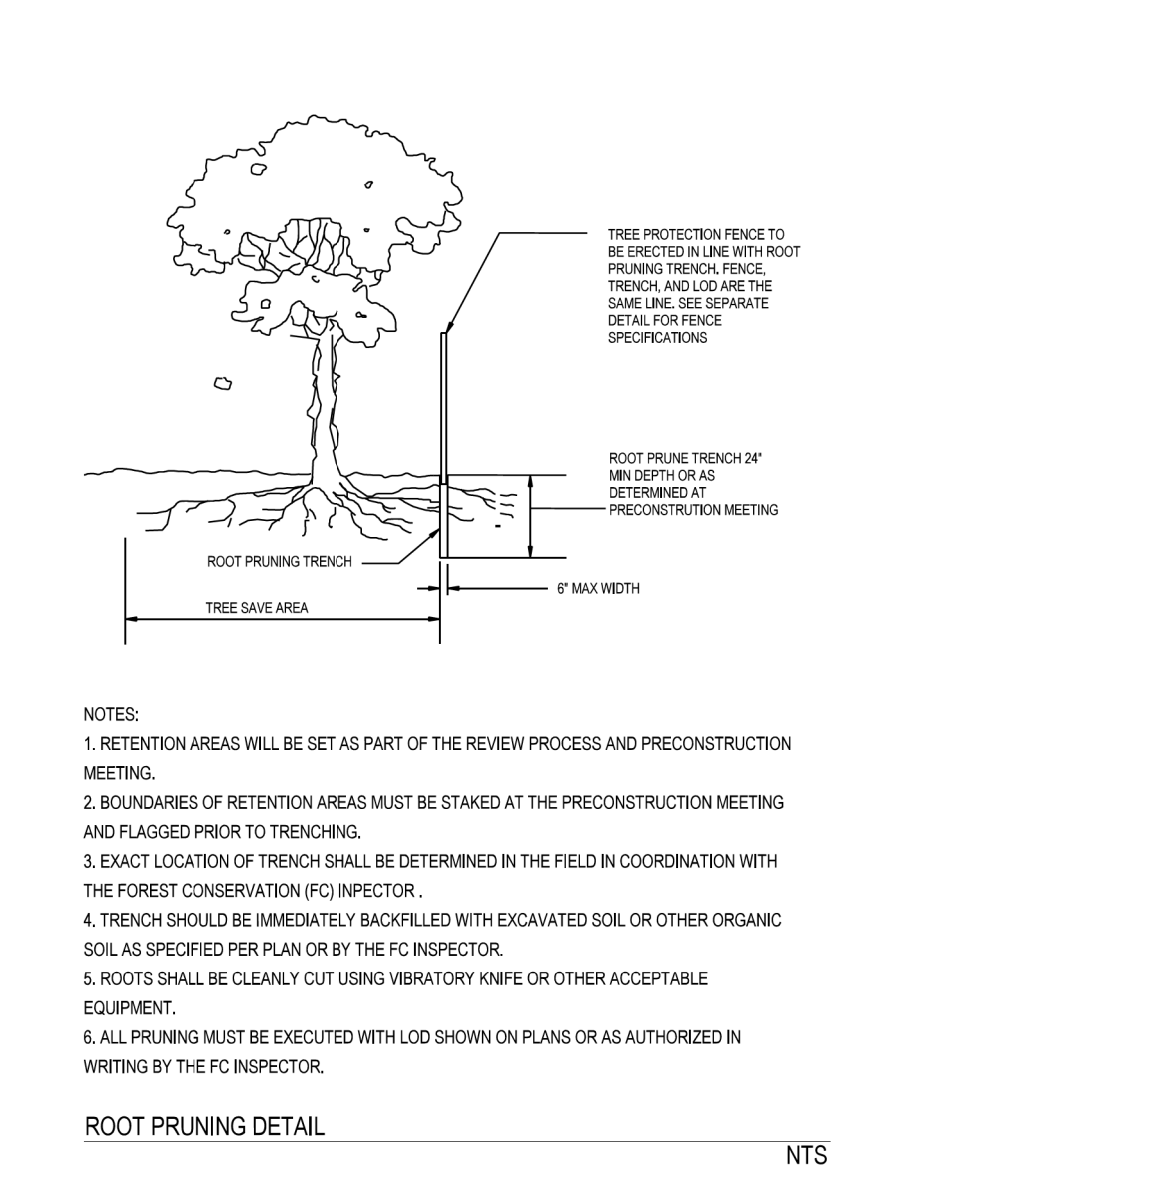 TREE PROTECTION FENCE TO
BE ERECTED IN LINE WITH ROOT
PRUNING TRENCH. FENCE,
TRENCH, AND LOD ARE THE
SAME LINE. SEE SEPARATE
DETAIL FOR FENCE
SPECIFICATIONS
ROOT PRUNE TRENCH 24"
MIN DEPTH OR AS
DETERMINED AT
PRECONSTRUTION MEETING
ROOT PRUNING TRENCH
6" MAX WIDTH
TREE SAVE AREA
NOTES:
1. RETENTION AREAS WILL BE SET AS PART OF THE REVIEW PROCESS AND PRECONSTRUCTION
MEETING.
2. BOUNDARIES OF RETENTION AREAS MUST BE STAKED AT THE PRECONSTRUCTION MEETING
AND FLAGGED PRIOR TO TRENCHING.
3. EXACT LOCATION OF TRENCH SHALL BE DETERMINED IN THE FIELD IN COORDINATION WITH
THE FOREST CONSERVATION (FC) INPECTOR .
4. TRENCH SHOULD BE IMMEDIATELY BACKFILLED WITH EXCAVATED SOIL OR OTHER ORGANIC
SOIL AS SPECIFIED PER PLAN OR BY THE FC INSPECTOR.
5. ROOTS SHALL BE CLEANLY CUT USING VIBRATORY KNIFE OR OTHER ACCEPTABLE
EQUIPMENT.
6. ALL PRUNING MUST BE EXECUTED WITH LOD SHOWN ON PLANS OR AS AUTHORIZED IN
WRITING BY THE FC INSPECTOR.
ROOT PRUNING DETAIL
NTS